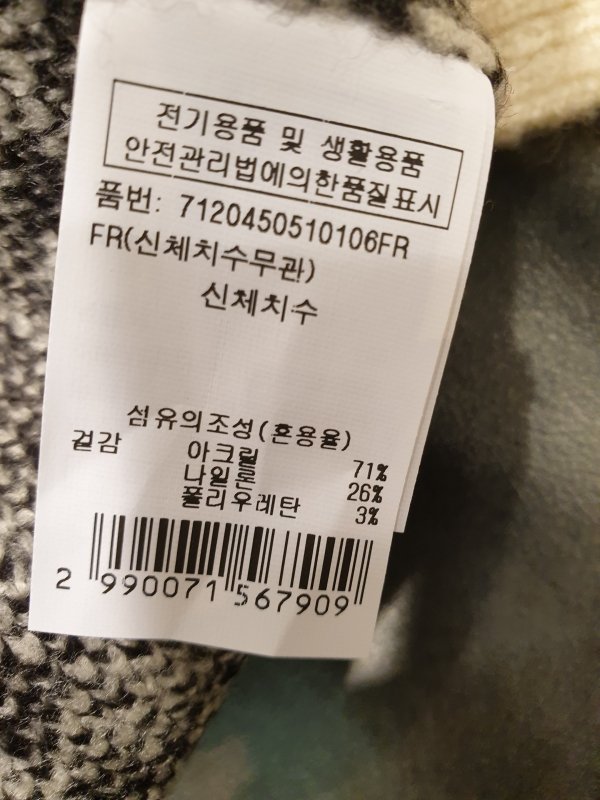 전기용품 및 생활용품
안전관리법에의한품질표시
품번: 7120450510106FR
FR(신체치수무관)
신체치수
섬유의조성(혼용율)
겉감 아크릴 71%
나일론 26%
폴리우레탄 3%
2 990071 567909